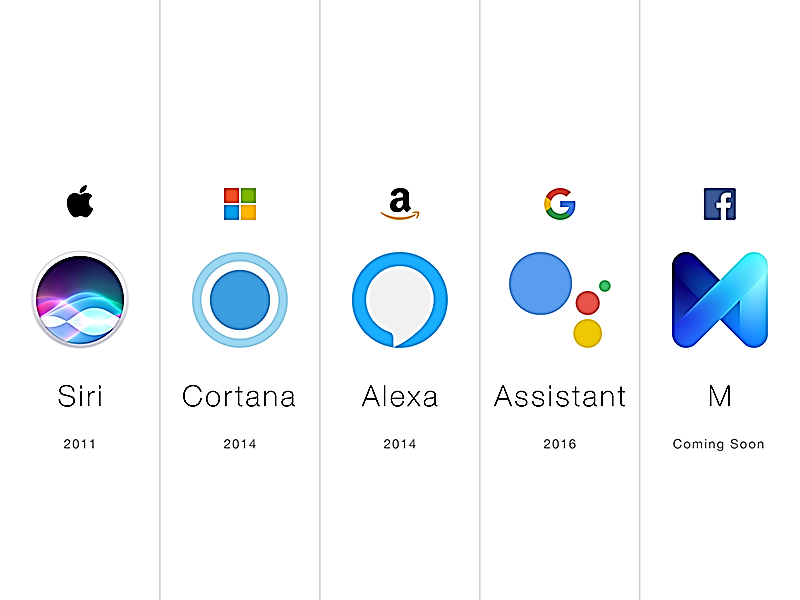 a
G
f
Siri
Cortana
Alexa
Assistant
M
2011
2014
2014
2016
Coming Soon